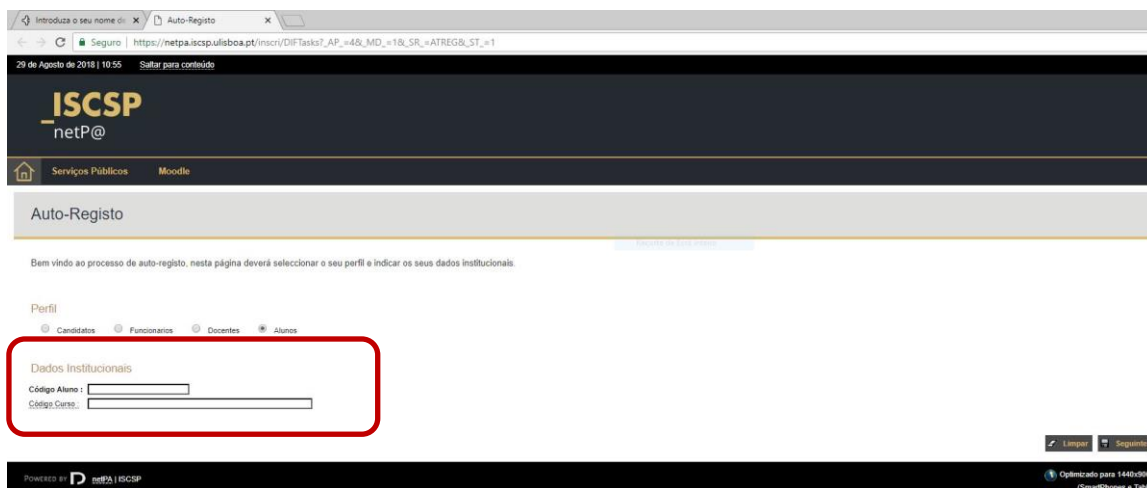 Introduza o seu nome de
Auto-Registo
Seguro | https://netpa.iscsp.ulisboa.pt/inscri/DIFTasks?_AP_=4&_MD_=1&_SR_=ATREG&_ST_=1
29 de Agosto de 2018 | 10:55 Saltar para conteúdo
_ISCSP
netP@
Serviços Públicos Moodle
Auto-Registo
Bem vindo ao processo de auto-registo, nesta página deverá seleccionar o seu perfil e indicar os seus dados institucionais.
Perfil
Candidatos Funcionarios Docentes Alunos
Dados Institucionais
Código Aluno :
Código Curso :
Limpar Seguinte
POWERED BY netPA | ISCSP
Optimizado para 1440x90
(SmartPhones e Tab